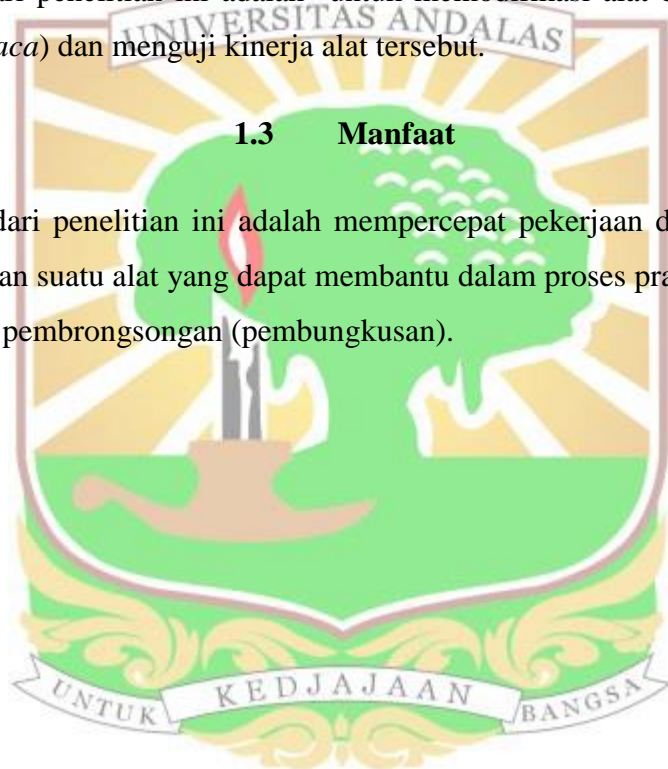 penelitian ini adalah untuk memodifikasi alat
UNIVERSITAS ANDALAS
aca) dan menguji kinerja alat tersebut.
1.3 Manfaat
dari penelitian ini adalah mempercepat pekerjaan
an suatu alat yang dapat membantu dalam proses
pembrongsongan (pembungkusan).
UNTUK KEDJAJAAN BANGSA